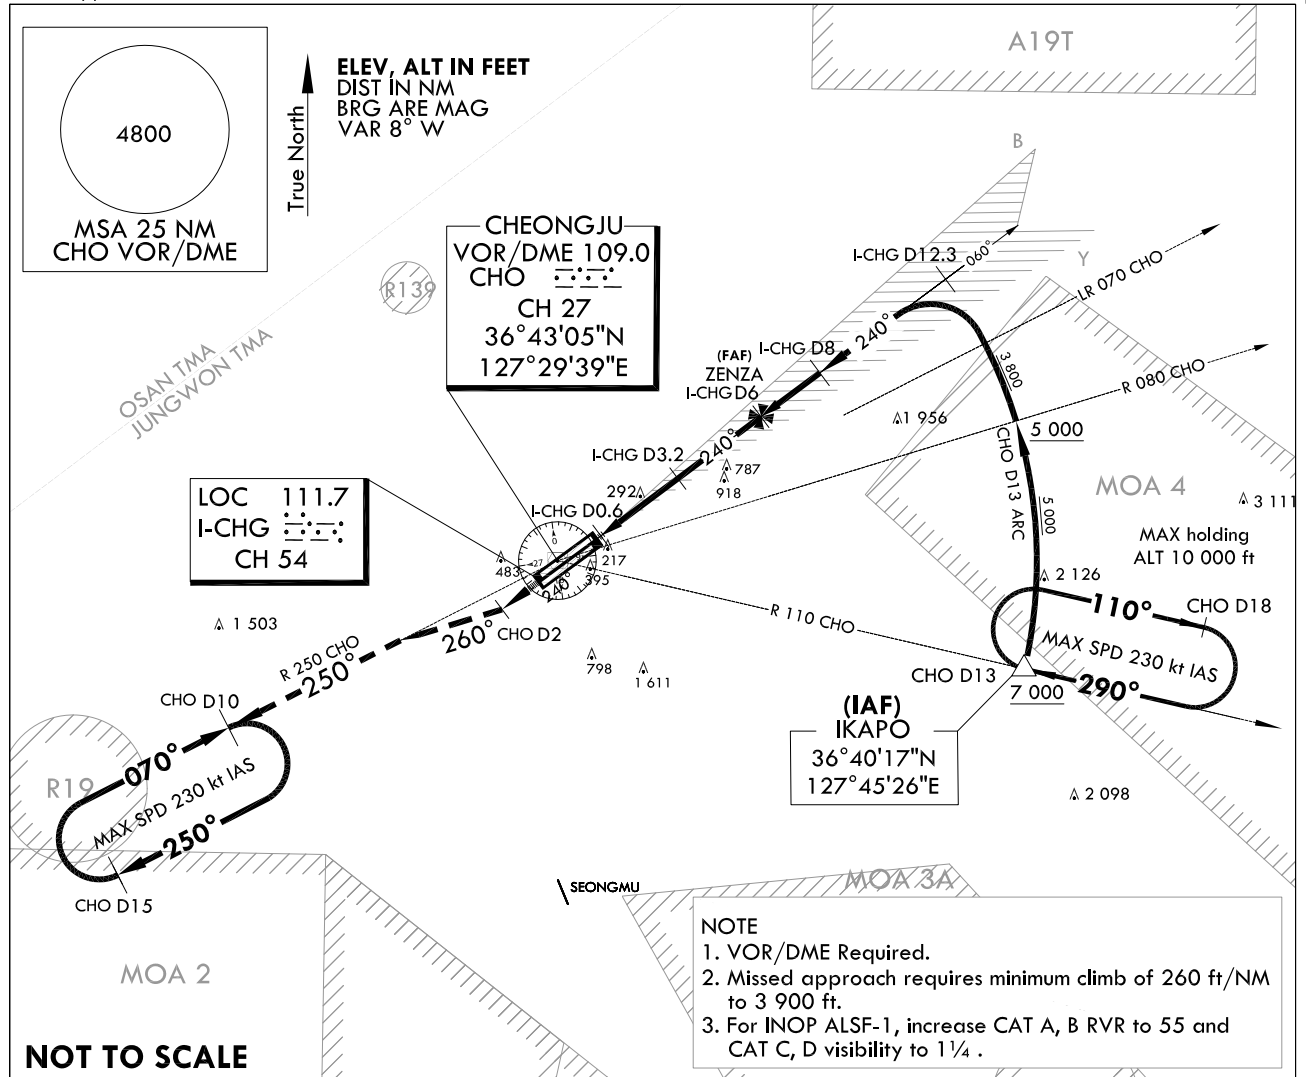 4800
MSA 25 NM
CHO VOR/DME
True North
ELEV, ALT IN FEET
DIST IN NM
BRG ARE MAG
VAR 8° W
A19T
B
Y
R139
OSAN TMA
JUNGWON TMA
CHEONGJU
VOR/DME 109.0
CHO
CH 27
36°43'05"N
127°29'39"E
I-CHG D12.3
060°
LR 070 CHO
240°
I-CHG D8
(FAF)
ZENZA
I-CHG D6
3 800
R 080 CHO
1 956
5 000
240°
I-CHG D3.2
787
918
292
CHO D13 ARC
5 000
MOA 4
3 111
MAX holding
ALT 10 000 ft
LOC 111.7
I-CHG
CH 54
I-CHG D0.6
0
27
217
395
483
240°
2 126
110°
CHO D18
MAX SPD 230 kt IAS
290°
R 110 CHO
CHO D13
7 000
1 503
260°
CHO D2
R 250 CHO
250°
798
1 611
(IAF)
IKAPO
36°40'17"N
127°45'26"E
2 098
CHO D10
070°
R19
MAX SPD 230 kt IAS
250°
CHO D15
SEONGMU
MOA 3A
MOA 2
NOTE
1. VOR/DME Required.
2. Missed approach requires minimum climb of 260 ft/NM
to 3 900 ft.
3. For INOP ALSF-1, increase CAT A, B RVR to 55 and
CAT C, D visibility to 1¼ .
NOT TO SCALE